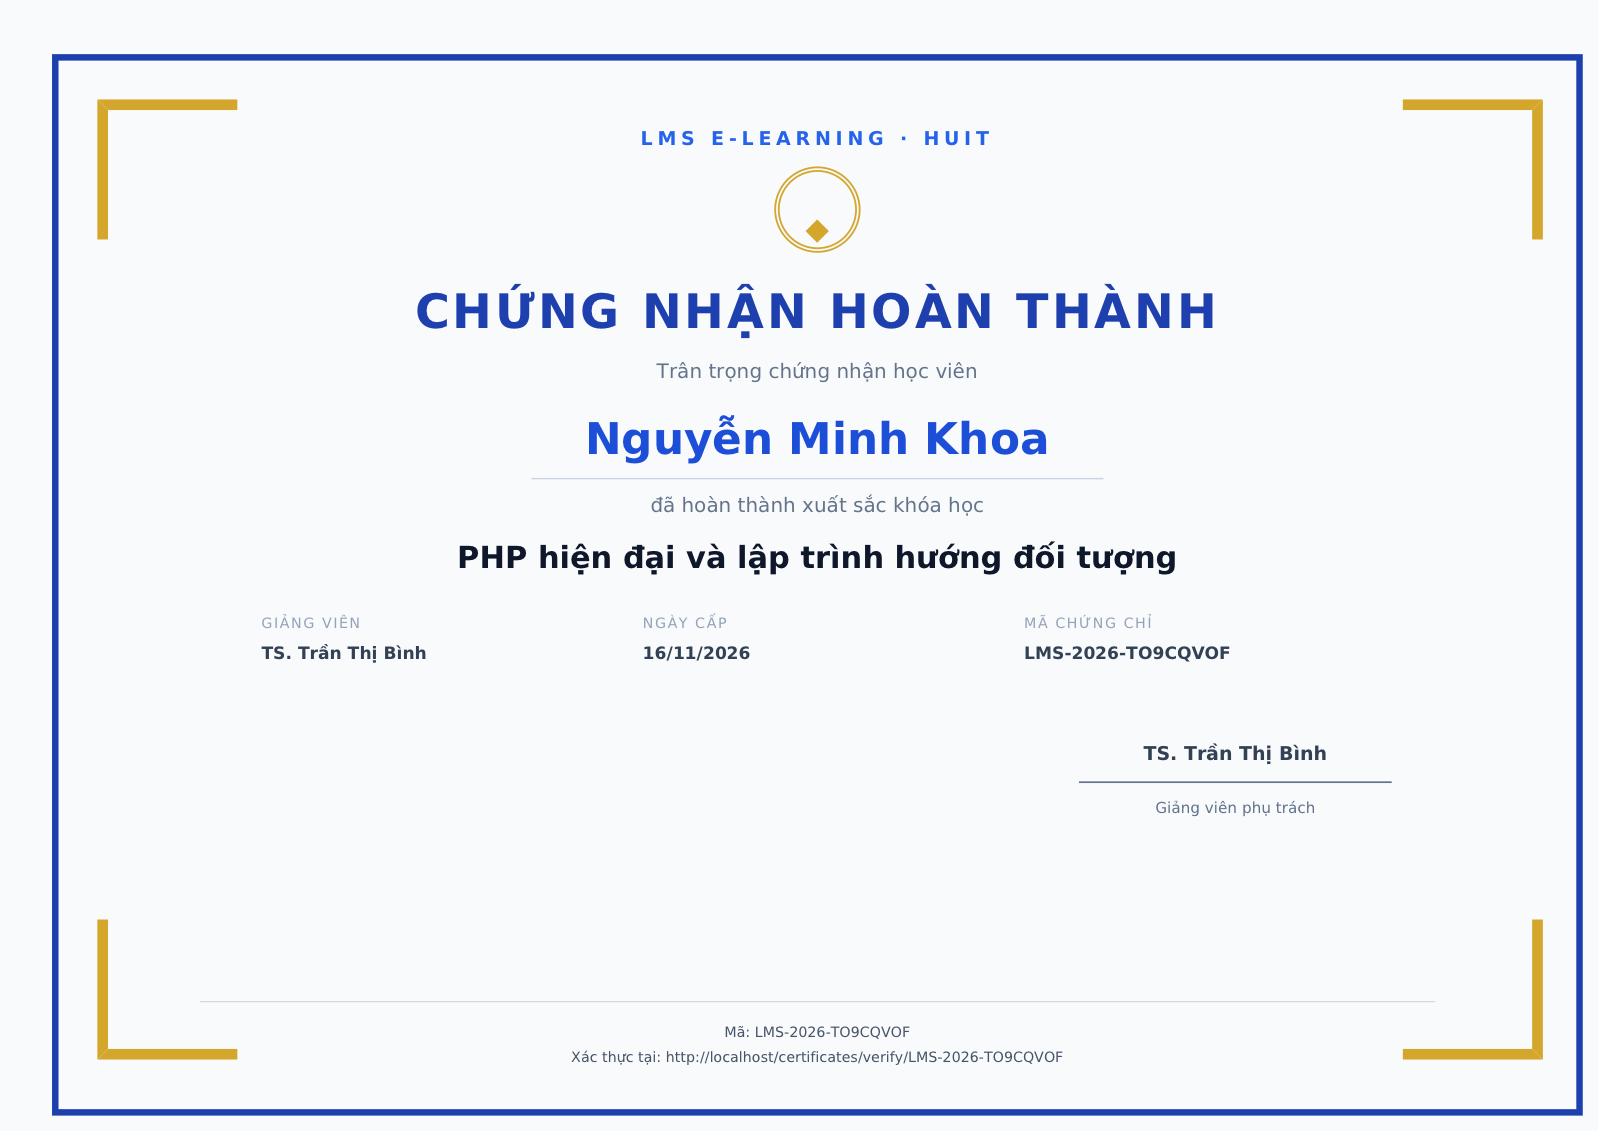 LMS E-LEARNING · HUIT
CHỨNG NHẬN HOÀN THÀNH
Trân trọng chứng nhận học viên
Nguyễn Minh Khoa
đã hoàn thành xuất sắc khóa học
PHP hiện đại và lập trình hướng đối tượng
GIẢNG VIÊN NGÀY CẤP MÃ CHỨNG CHỈ
TS. Trần Thị Bình 16/11/2026 LMS-2026-TO9CQVOF
TS. Trần Thị Bình
Giảng viên phụ trách
Mã: LMS-2026-TO9CQVOF
Xác thực tại: http://localhost/certificates/verify/LMS-2026-TO9CQVOF